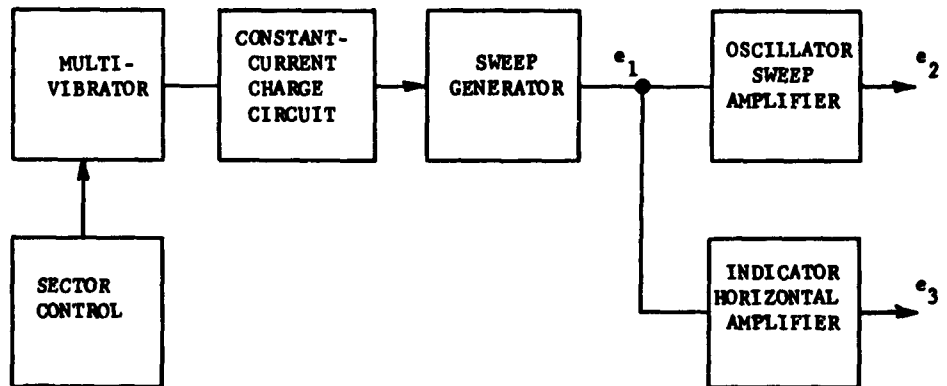 MULTI-
VIBRATOR
CONSTANT-
CURRENT
CHARGE
CIRCUIT
SWEEP
GENERATOR
e1
OSCILLATOR
SWEEP
AMPLIFIER
e2
SECTOR
CONTROL
INDICATOR
HORIZONTAL
AMPLIFIER
e3